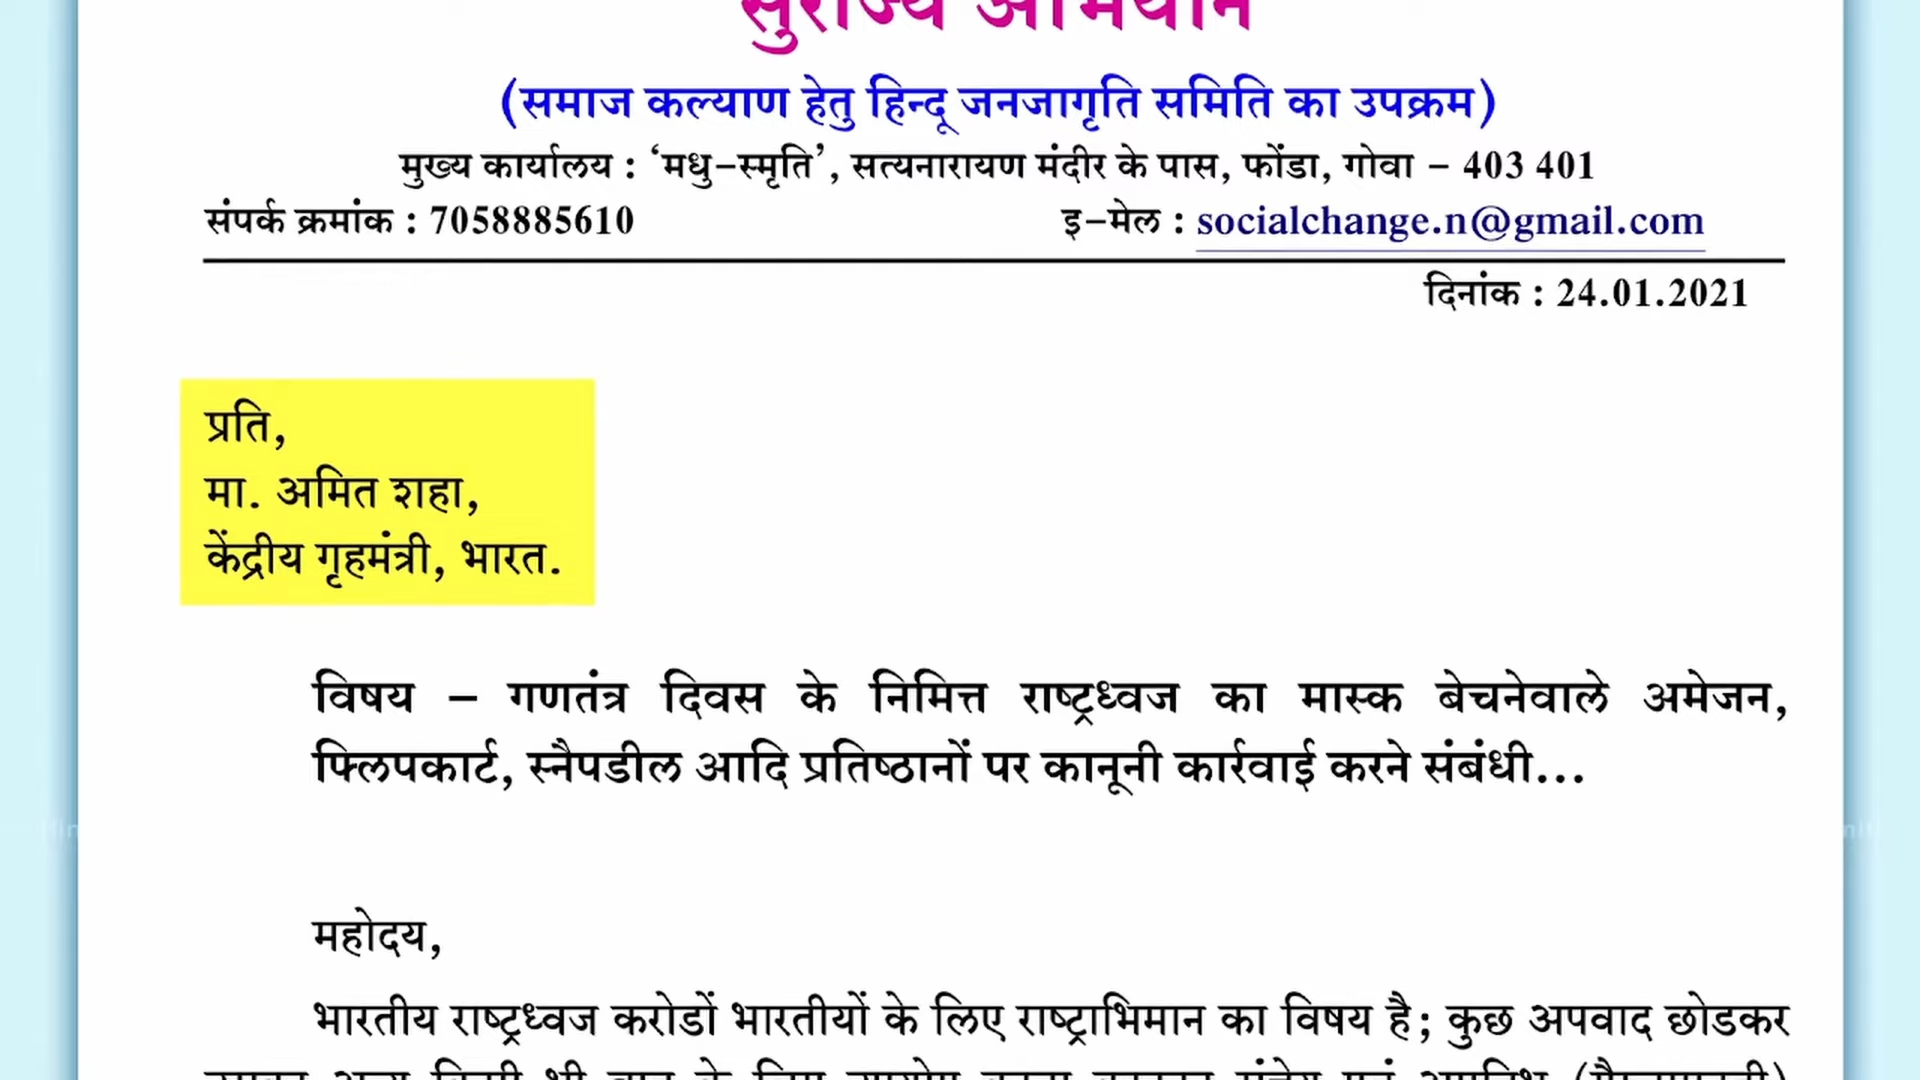 सुराज्य अभियान
(समाज कल्याण हेतु हिन्दू जनजागृति समिति का उपक्रम)
मुख्य कार्यालय : ‘मधु–स्मृति’, सत्यनारायण मंदीर के पास, फोंडा, गोवा – 403 401
संपर्क क्रमांक : 7058885610 इ–मेल : socialchange.n@gmail.com
दिनांक : 24.01.2021
प्रति,
मा. अमित शहा,
केंद्रीय गृहमंत्री, भारत.
विषय – गणतंत्र दिवस के निमित्त राष्ट्रध्वज का मास्क बेचनेवाले अमेजन,
फ्लिपकार्ट, स्नैपडील आदि प्रतिष्ठानों पर कानूनी कार्रवाई करने संबंधी...
महोदय,
भारतीय राष्ट्रध्वज करोडों भारतीयों के लिए राष्ट्राभिमान का विषय है; कुछ अपवाद छोडकर